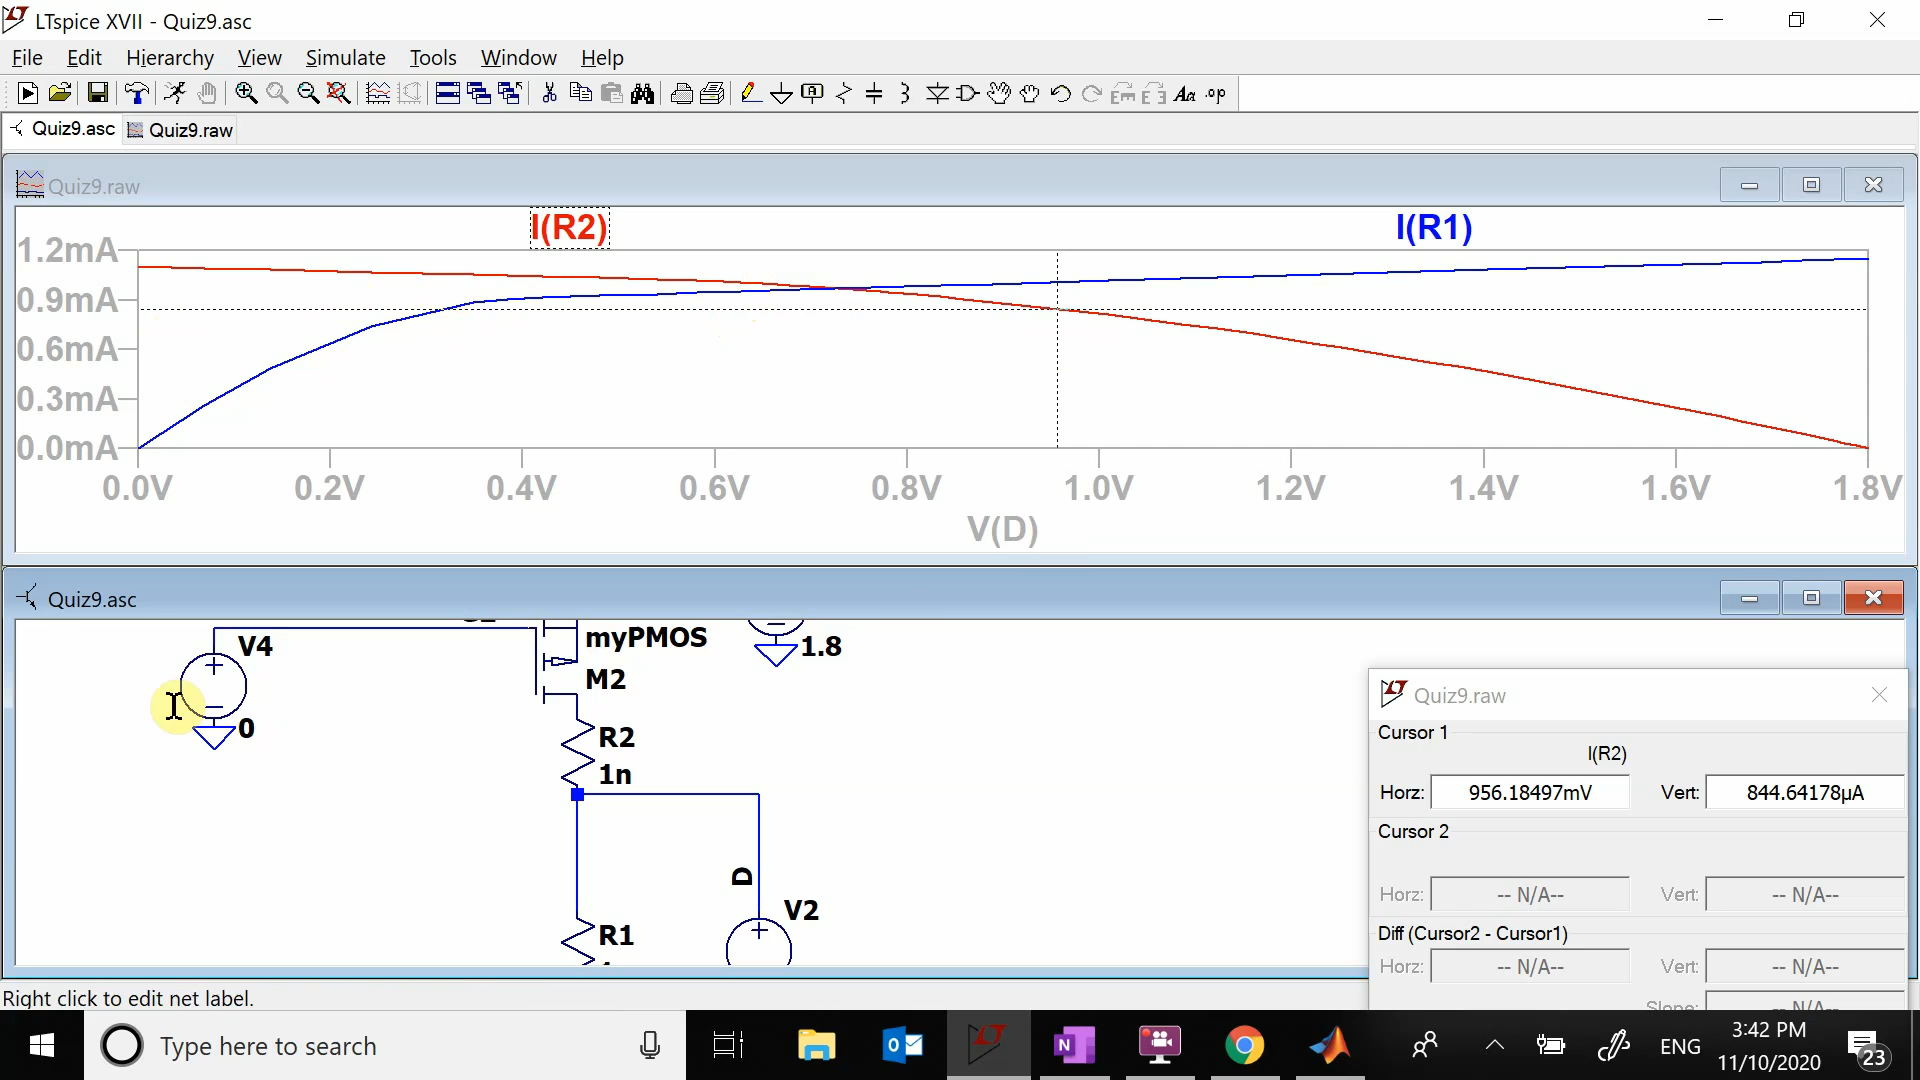 LTspice XVII - Quiz9.asc
File Edit Hierarchy View Simulate Tools Window Help
Quiz9.asc Quiz9.raw
Quiz9.raw
I(R2) I(R1)
1.2mA
0.9mA
0.6mA
0.3mA
0.0mA
0.0V 0.2V 0.4V 0.6V 0.8V 1.0V 1.2V 1.4V 1.6V 1.8V
V(D)
Quiz9.asc
V4
0
myPMOS
M2
1.8
R2
1n
D
V2
R1
Quiz9.raw
Cursor 1
I(R2)
Horz: 956.18497mV Vert: 844.64178µA
Cursor 2
Horz: -- N/A-- Vert: -- N/A--
Diff (Cursor2 - Cursor1)
Horz: -- N/A-- Vert: -- N/A--
Slope: -- N/A--
Right click to edit net label.
Type here to search
ENG
3:42 PM
11/10/2020
23